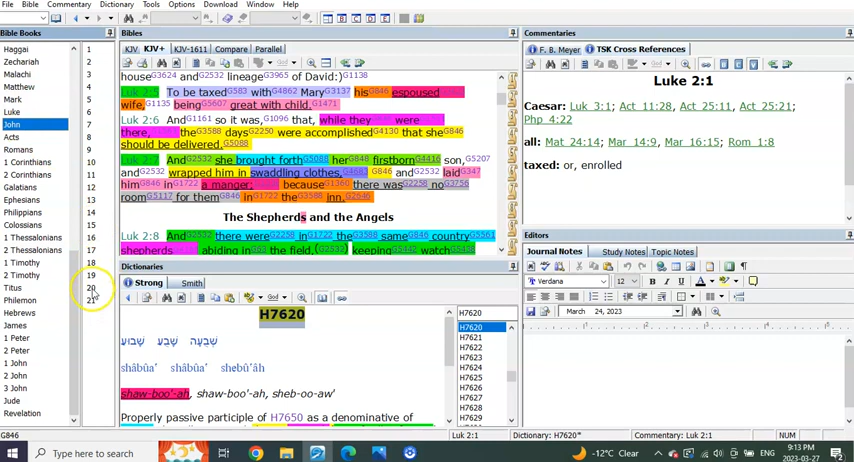 File View Bible Commentary Dictionary Tools Options Download Window Help
B C D E
Bible Books
Haggai
Zechariah
Malachi
Matthew
Mark
Luke
John
Acts
Romans
1 Corinthians
2 Corinthians
Galatians
Ephesians
Philippians
Colossians
1 Thessalonians
2 Thessalonians
1 Timothy
2 Timothy
Titus
Philemon
Hebrews
James
1 Peter
2 Peter
1 John
2 John
3 John
Jude
Revelation
1
2
3
4
5
6
7
8
9
10
11
12
13
14
15
16
17
18
19
20
21
Bibles
KJV KJV+ KJV-1611 Compare Parallel
God
house G3624 and G2532 lineage G3965 of David:) G1138
Luk 2:5 To be taxed G583 with G4862 Mary G3137 his G846 espoused
wife, G1135 being G5607 great with child. G1471
Luk 2:6 And G1161 so it was, G1096 that, while they were
there, the G3588 days G2250 were accomplished G4130 that she G846
should be delivered. G5088
Luk 2:7 And G2532 she brought forth G5088 her G848 firstborn G4416 son, G5207
and G2532 wrapped him in swaddling clothes, G4683 G846 and G2532 laid
him G846 in G1722 a manger; because G1360 there was G2258 no G3756
room G5117 for them G846 in G1722 the G3588 inn. G2646
The Shepherds and the Angels
Luk 2:8 And G2532 there were G2258 in G1722 the G3588 same G846 country G5561
shepherds abiding in G63 the field, (G2532) keeping G5442 watch G5438
Dictionaries
Strong Smith
God
H7620
שְׁבֻעָה שָׁבֻעַ שָׁבוּעַ
shâbûa‛ shâbûa‛ shebû‛âh
shaw-boo'-ah, shaw-boo'-ah, sheb-oo-aw'
Properly passive participle of H7650 as a denominative of
H7620
H7620
H7621
H7622
H7623
H7624
H7625
H7626
H7627
H7628
H7629
Commentaries
F. B. Meyer TSK Cross References
Luke 2:1
Caesar: Luk 3:1; Act 11:28, Act 25:11, Act 25:21;
Php 4:22
all: Mat 24:14; Mar 14:9, Mar 16:15; Rom 1:8
taxed: or, enrolled
Editors
Journal Notes Study Notes Topic Notes
Verdana 12 B I U
March 24, 2023
1 2 3 4
G846 Luk 2:1 Dictionary: H7620* Commentary: Luk 2:1 NUM
Type here to search
-12°C Clear
ENG
9:13 PM
2023-03-27
2